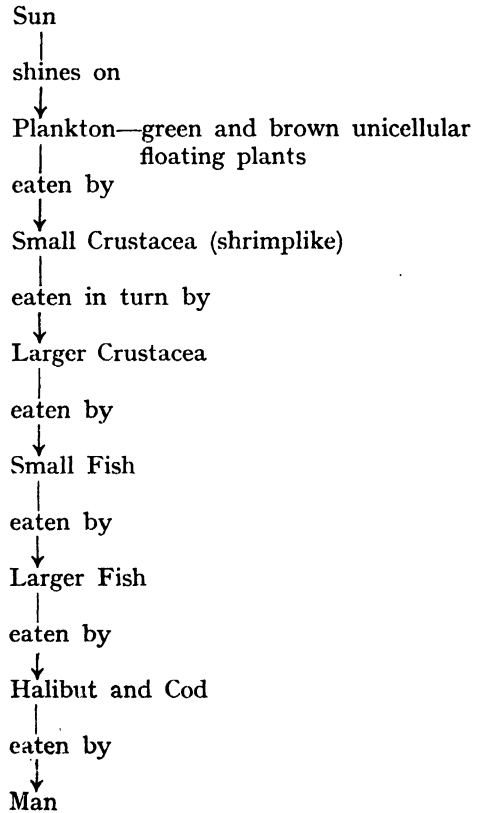 Sun
shines on
Plankton—green and brown unicellular
floating plants
eaten by
Small Crustacea (shrimplike)
eaten in turn by
Larger Crustacea
eaten by
Small Fish
eaten by
Larger Fish
eaten by
Halibut and Cod
eaten by
Man